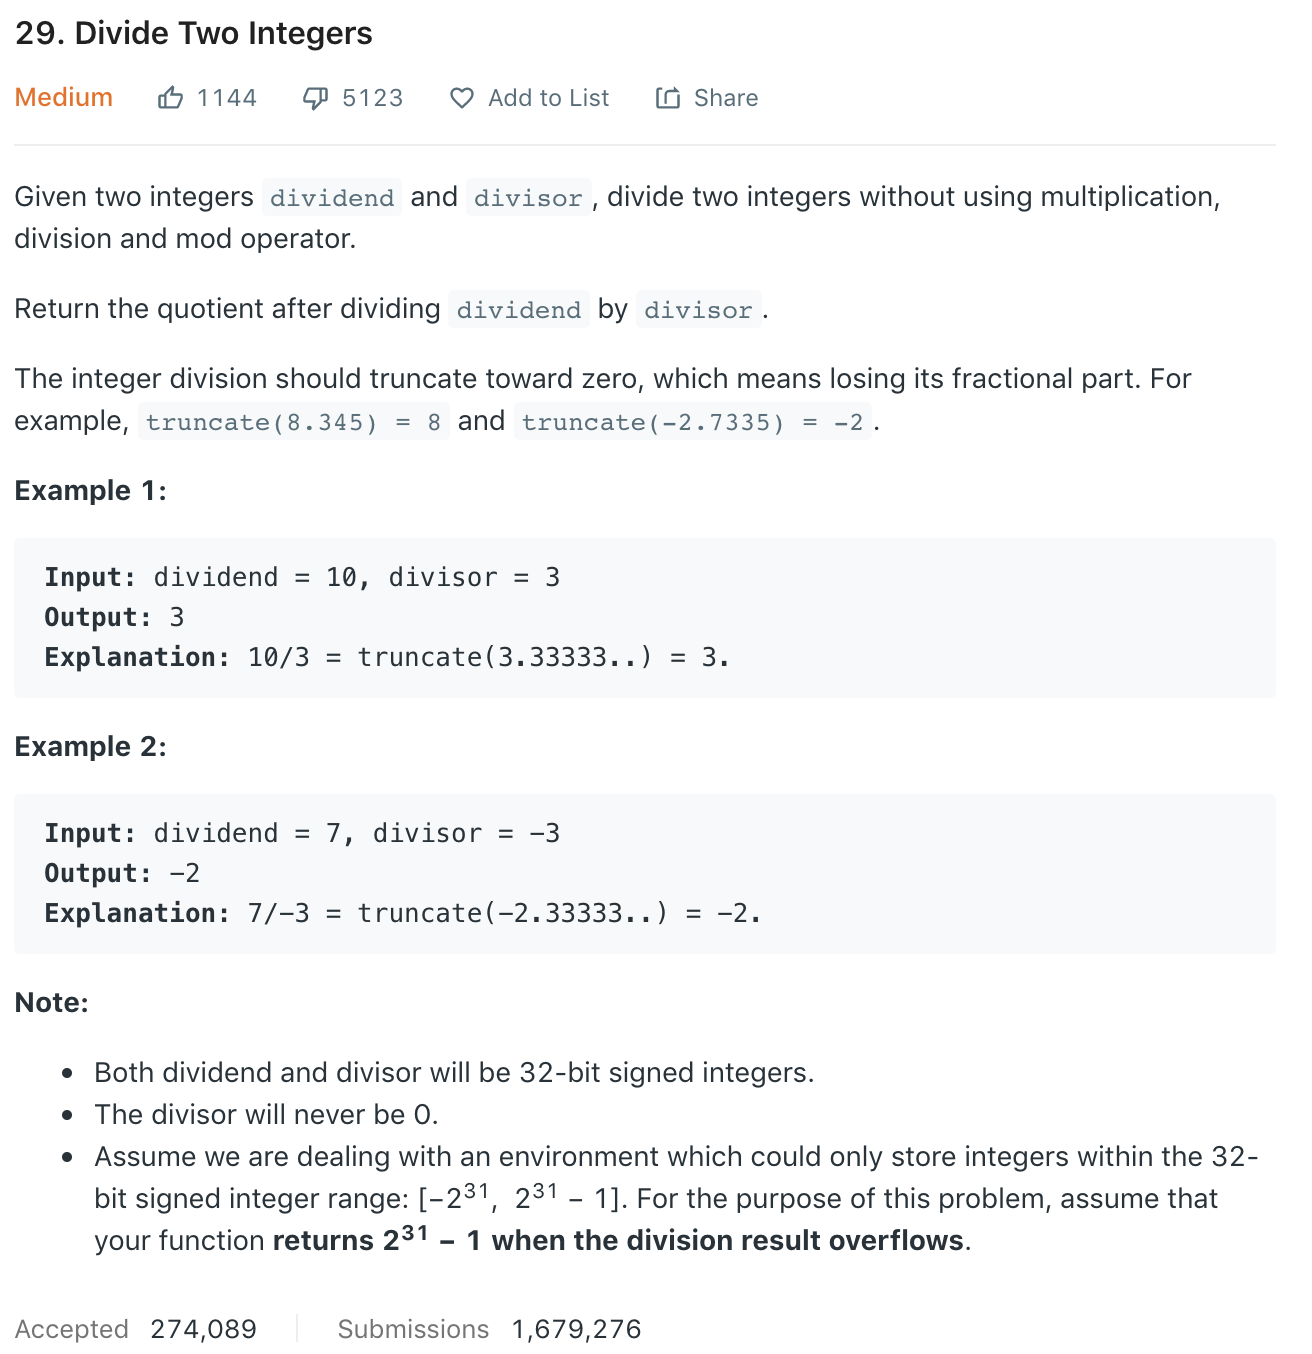 29. Divide Two Integers
Medium 1144 5123 Add to List Share
Given two integers dividend and divisor, divide two integers without using multiplication,
division and mod operator.
Return the quotient after dividing dividend by divisor.
The integer division should truncate toward zero, which means losing its fractional part. For
example, truncate(8.345) = 8 and truncate(-2.7335) = -2.
Example 1:
Input: dividend = 10, divisor = 3
Output: 3
Explanation: 10/3 = truncate(3.33333..) = 3.
Example 2:
Input: dividend = 7, divisor = -3
Output: -2
Explanation: 7/-3 = truncate(-2.33333..) = -2.
Note:
• Both dividend and divisor will be 32-bit signed integers.
• The divisor will never be 0.
• Assume we are dealing with an environment which could only store integers within the 32-
bit signed integer range: [−2³¹, 2³¹ − 1]. For the purpose of this problem, assume that
your function returns 2³¹ − 1 when the division result overflows.
Accepted 274,089 Submissions 1,679,276